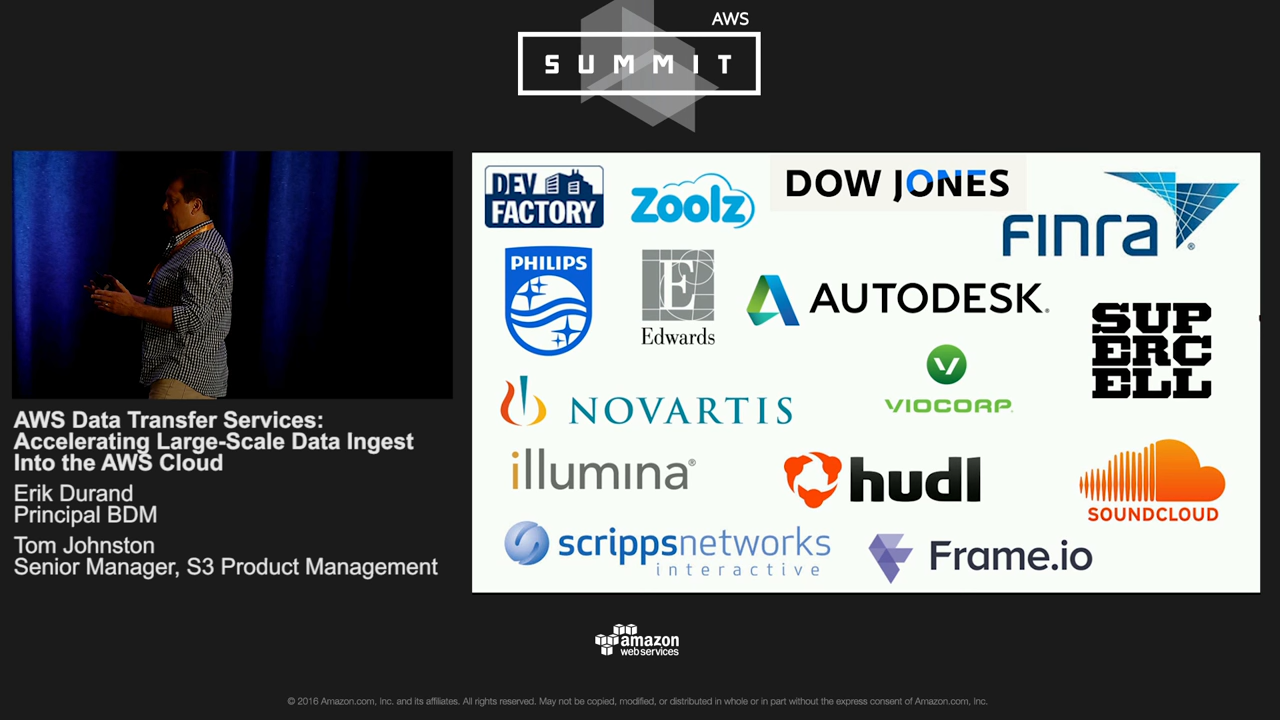 AWS
SUMMIT
DEV
FACTORY
Zoolz
DOW JONES
FINRA
®
PHILIPS
E
Edwards
AUTODESK®
SUP
ERC
ELL
NOVARTIS
VIOCORP
illumina®
hudl
SOUNDCLOUD
scrippsnetworks
interactive
Frame.io
AWS Data Transfer Services:
Accelerating Large-Scale Data Ingest
Into the AWS Cloud
Erik Durand
Principal BDM
Tom Johnston
Senior Manager, S3 Product Management
amazon
web services
© 2016 Amazon.com, Inc. and its affiliates. All rights reserved. May not be copied, modified, or distributed in whole or in part without the express consent of Amazon.com, Inc.